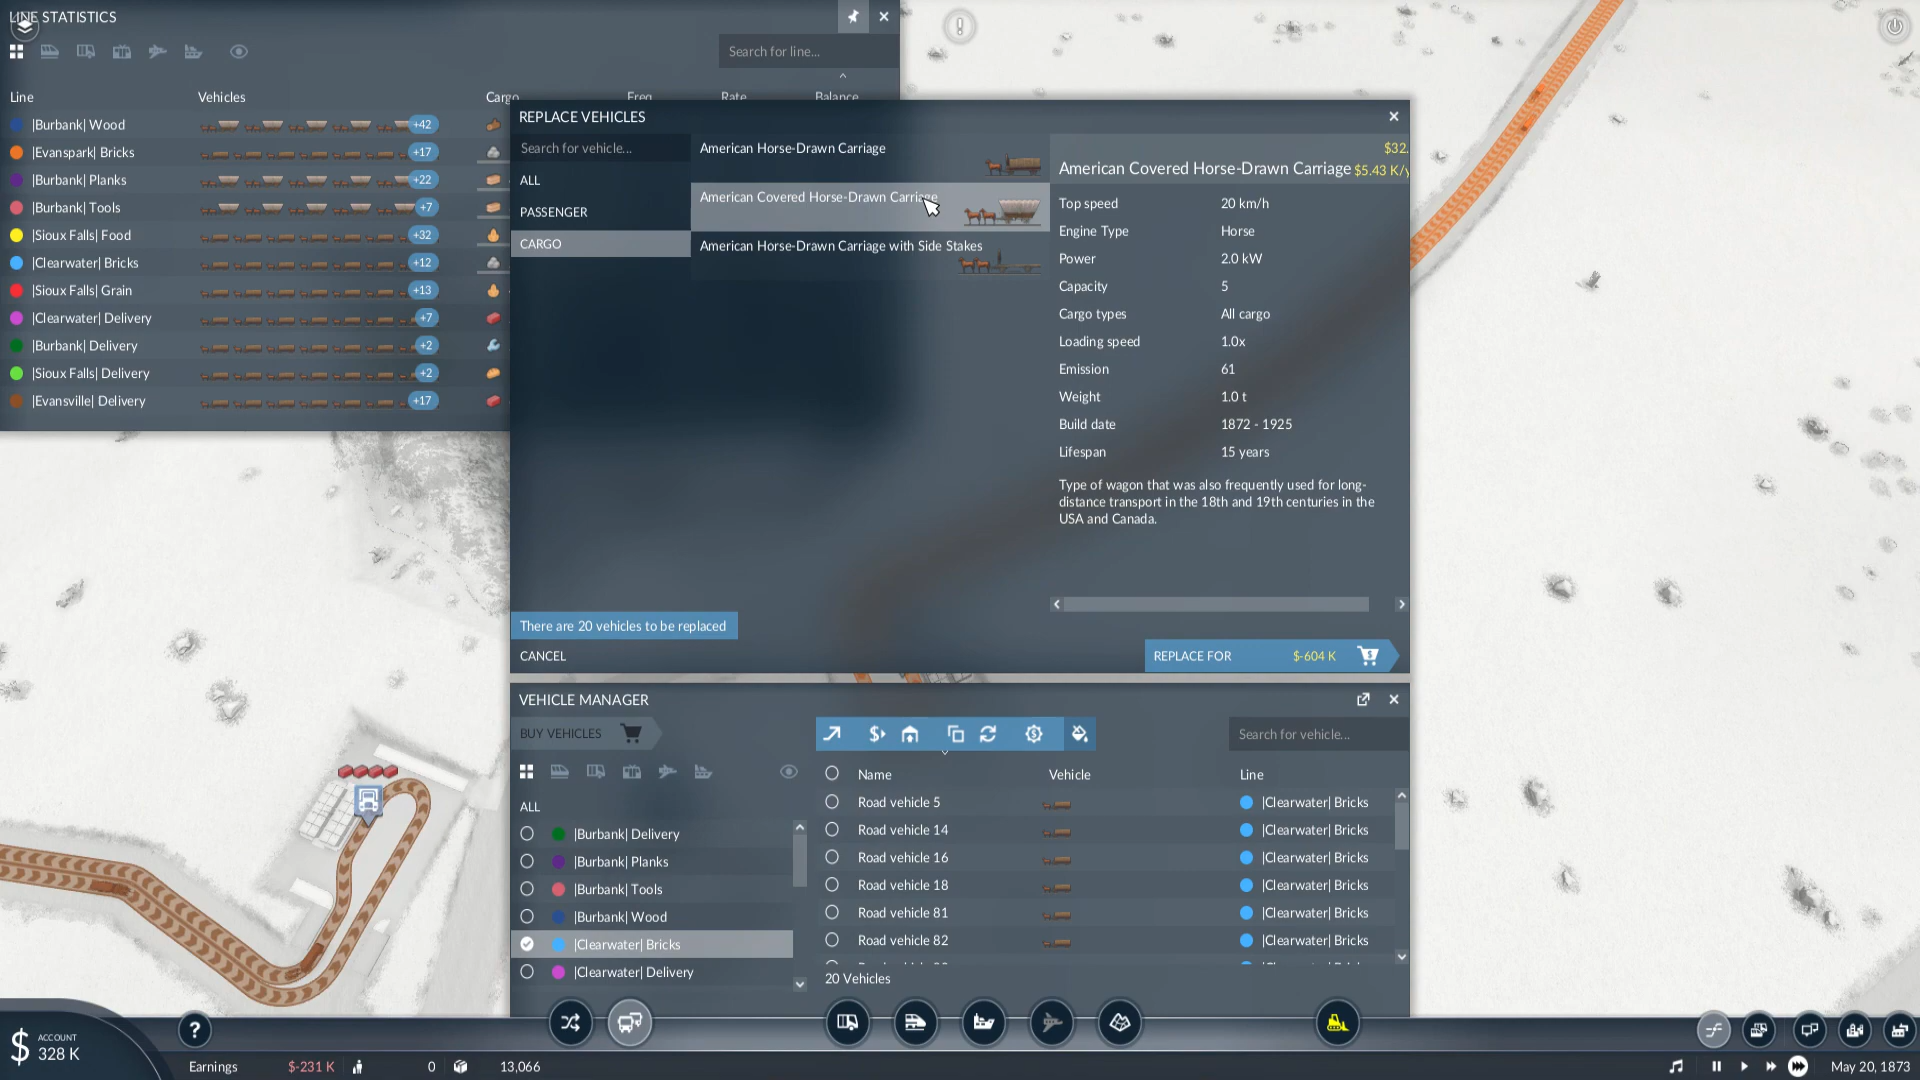 LINE STATISTICS
Search for line...
Line Vehicles Cargo Freq Rate Balance
|Burbank| Wood +42
|Evanspark| Bricks +17
|Burbank| Planks +22
|Burbank| Tools +7
|Sioux Falls| Food +32
|Clearwater| Bricks +12
|Sioux Falls| Grain +13
|Clearwater| Delivery +7
|Burbank| Delivery +2
|Sioux Falls| Delivery +2
|Evansville| Delivery +17
REPLACE VEHICLES
Search for vehicle...
ALL
PASSENGER
CARGO
American Horse-Drawn Carriage
American Covered Horse-Drawn Carriage
American Horse-Drawn Carriage with Side Stakes
$32.
American Covered Horse-Drawn Carriage $5.43 K/y
Top speed 20 km/h
Engine Type Horse
Power 2.0 kW
Capacity 5
Cargo types All cargo
Loading speed 1.0x
Emission 61
Weight 1.0 t
Build date 1872 - 1925
Lifespan 15 years
Type of wagon that was also frequently used for long-
distance transport in the 18th and 19th centuries in the
USA and Canada.
There are 20 vehicles to be replaced
CANCEL
REPLACE FOR $-604 K
VEHICLE MANAGER
BUY VEHICLES
Search for vehicle...
ALL
|Burbank| Delivery
|Burbank| Planks
|Burbank| Tools
|Burbank| Wood
|Clearwater| Bricks
|Clearwater| Delivery
Name Vehicle Line
Road vehicle 5 |Clearwater| Bricks
Road vehicle 14 |Clearwater| Bricks
Road vehicle 16 |Clearwater| Bricks
Road vehicle 18 |Clearwater| Bricks
Road vehicle 81 |Clearwater| Bricks
Road vehicle 82 |Clearwater| Bricks
20 Vehicles
$ ACCOUNT
328 K
?
Earnings $-231 K 0 13,066
May 20, 1873